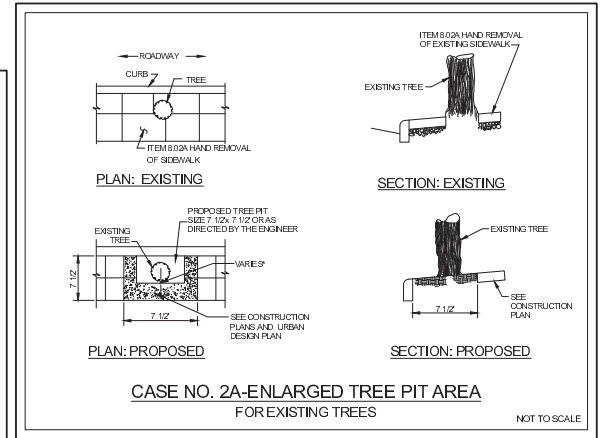 ROADWAY
CURB
TREE
ITEM 8.02A HAND REMOVAL
OF SIDEWALK
PLAN: EXISTING
ITEM 8.02A HAND REMOVAL
OF EXISTING SIDEWALK
EXISTING TREE
SECTION: EXISTING
PROPOSED TREE PIT
SIZE 7 1/2'x 7 1/2' OR AS
DIRECTED BY THE ENGINEER
EXISTING
TREE
VARIES*
7 1/2'
7 1/2'
SEE CONSTRUCTION
PLANS AND URBAN
DESIGN PLAN
PLAN: PROPOSED
EXISTING TREE
SEE
CONSTRUCTION
PLAN
7 1/2'
SECTION: PROPOSED
CASE NO. 2A-ENLARGED TREE PIT AREA
FOR EXISTING TREES
NOT TO SCALE